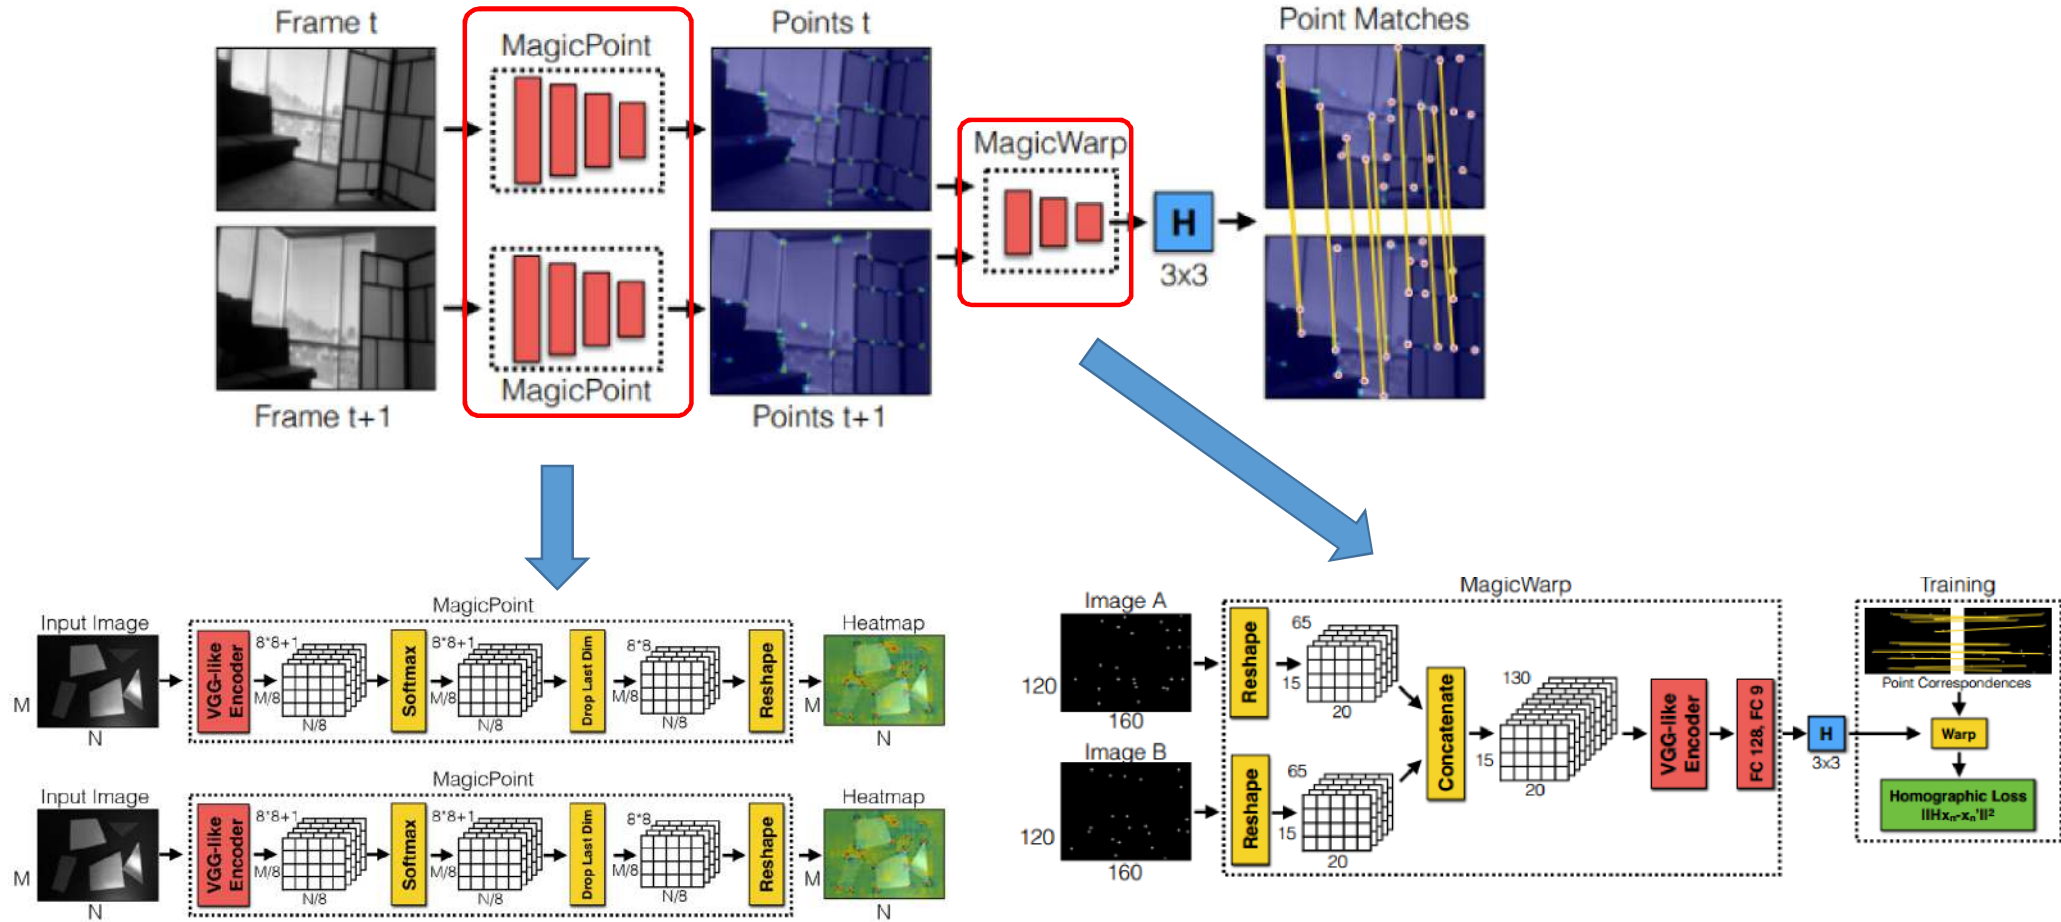 Frame t
MagicPoint
Points t
Point Matches
MagicWarp
H
3x3
MagicPoint
Frame t+1
Points t+1
MagicPoint
Input Image
M
N
VGG-like
Encoder
8*8+1
M/8
N/8
Softmax
8*8+1
M/8
N/8
Drop Last Dim
8*8
M/8
N/8
Reshape
Heatmap
M
N
MagicPoint
Input Image
M
N
VGG-like
Encoder
8*8+1
M/8
N/8
Softmax
8*8+1
M/8
N/8
Drop Last Dim
8*8
M/8
N/8
Reshape
Heatmap
M
N
MagicWarp
Image A
120
160
Reshape
65
15
20
Image B
120
160
Reshape
65
15
20
Concatenate
130
15
20
VGG-like
Encoder
FC 128, FC 9
H
3x3
Training
Point Correspondences
Warp
Homographic Loss
||Hxₙ-xₙ'||²